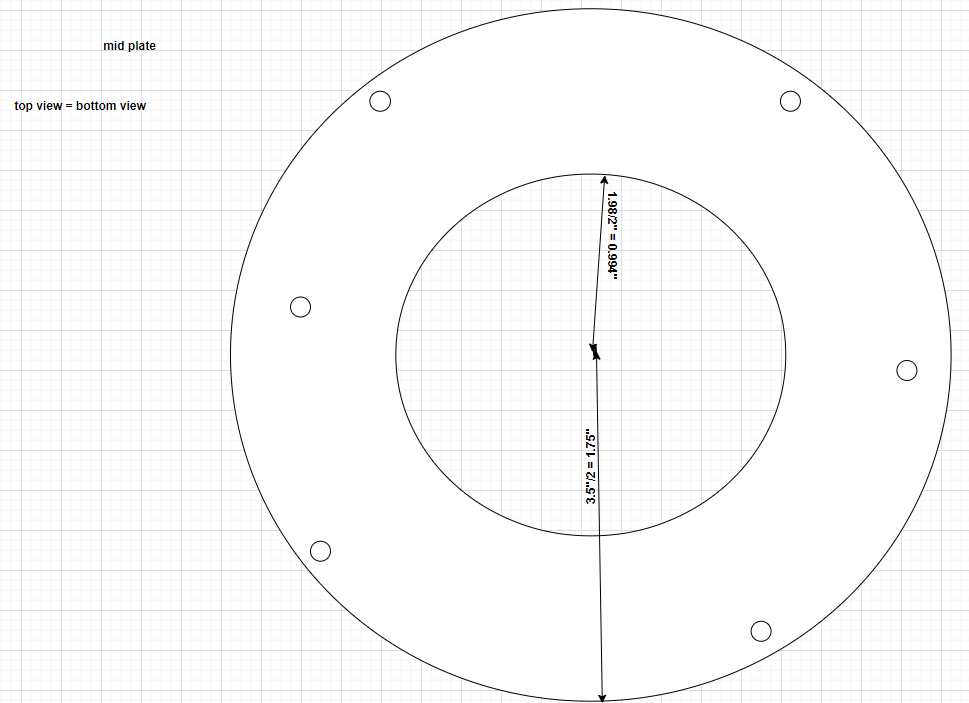 mid plate
top view = bottom view
1.98/2" = 0.994"
3.5"/2 = 1.75"